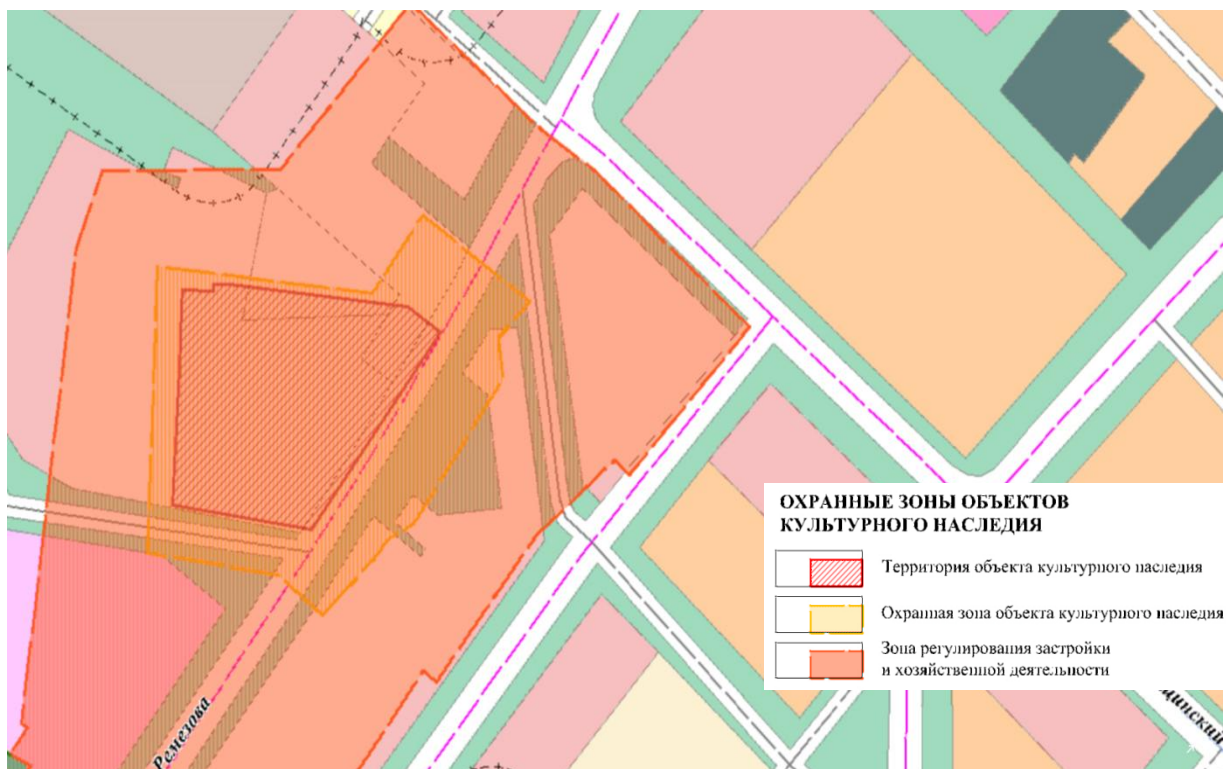 ОХРАННЫЕ ЗОНЫ ОБЪЕКТОВ
КУЛЬТУРНОГО НАСЛЕДИЯ
Территория объекта культурного наследия
Охранная зона объекта культурного наследия
Зона регулирования застройки
и хозяйственной деятельности
Ремезова